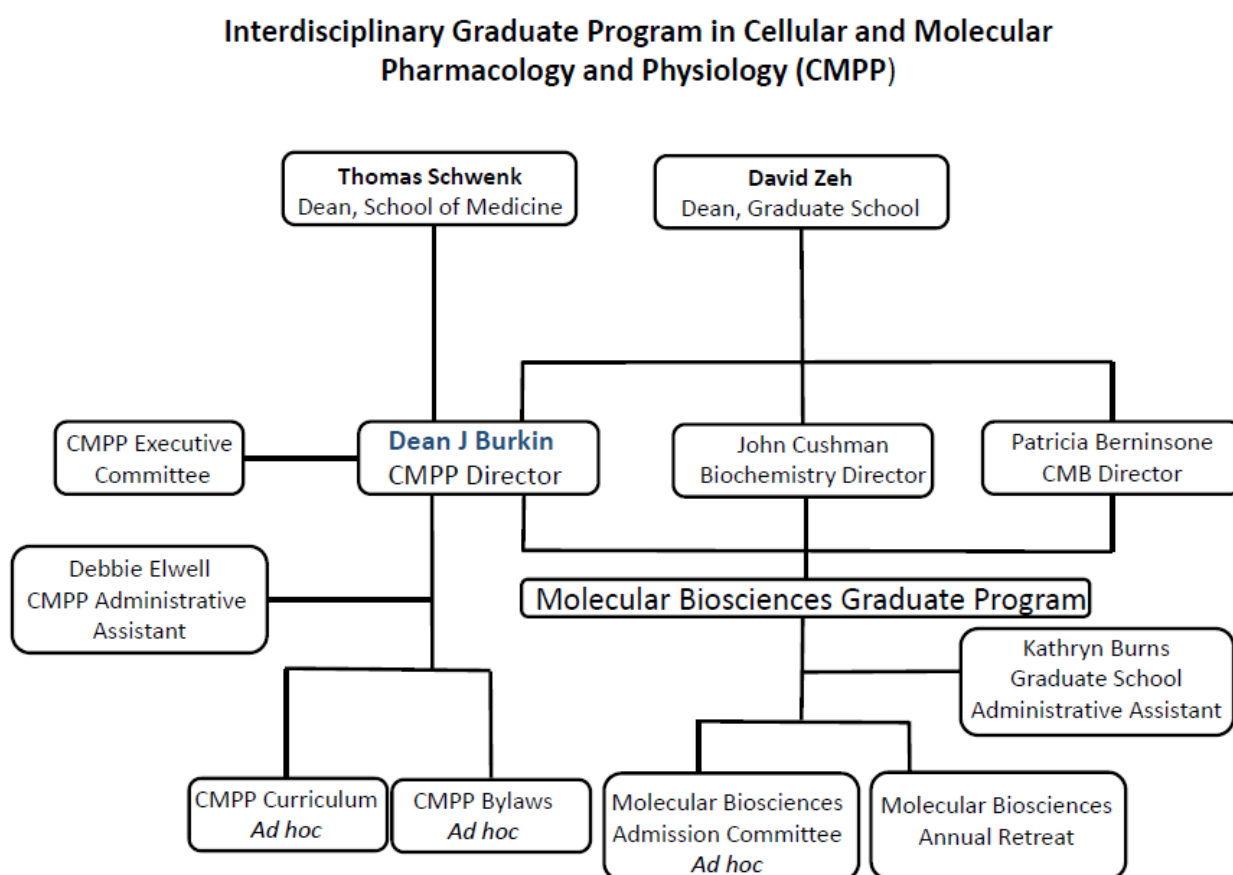 Interdisciplinary Graduate Program in Cellular and Molecular
Pharmacology and Physiology (CMPP)
Thomas Schwenk
Dean, School of Medicine
David Zeh
Dean, Graduate School
CMPP Executive
Committee
Dean J Burkin
CMPP Director
John Cushman
Biochemistry Director
Patricia Berninsone
CMB Director
Debbie Elwell
CMPP Administrative
Assistant
Molecular Biosciences Graduate Program
Kathryn Burns
Graduate School
Administrative Assistant
CMPP Curriculum
Ad hoc
CMPP Bylaws
Ad hoc
Molecular Biosciences
Admission Committee
Ad hoc
Molecular Biosciences
Annual Retreat